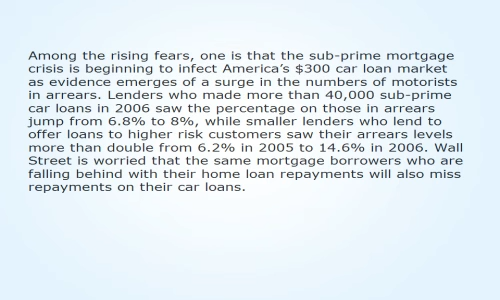 Among the rising fears, one is that the sub-prime mortgage
crisis is beginning to infect America's $300 car loan market
as evidence emerges of a surge in the numbers of motorists
in arrears. Lenders who made more than 40,000 sub-prime
car loans in 2006 saw the percentage on those in arrears
jump from 6.8% to 8%, while smaller lenders who lend to
offer loans to higher risk customers saw their arrears levels
more than double from 6.2% in 2005 to 14.6% in 2006. Wall
Street is worried that the same mortgage borrowers who are
falling behind with their home loan repayments will also miss
repayments on their car loans.